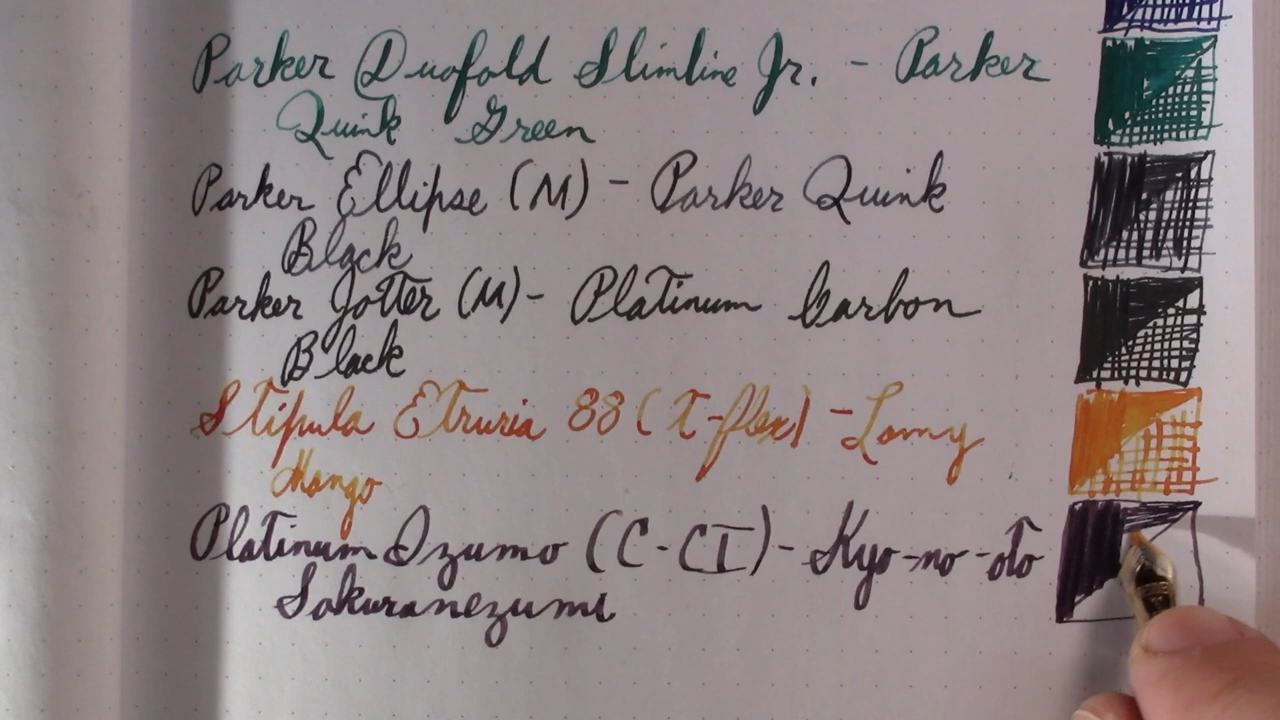 Parker Duofold Slimline Jr. - Parker
Quink Green
Parker Ellipse (M) - Parker Quink
Black
Parker Jotter (M) - Platinum Carbon
Black
Stipula Etruria 88 (T-flex) - Lamy
Mango
Platinum Izumo (C-CI) - Kyo-no-oto
Sakuranezumi